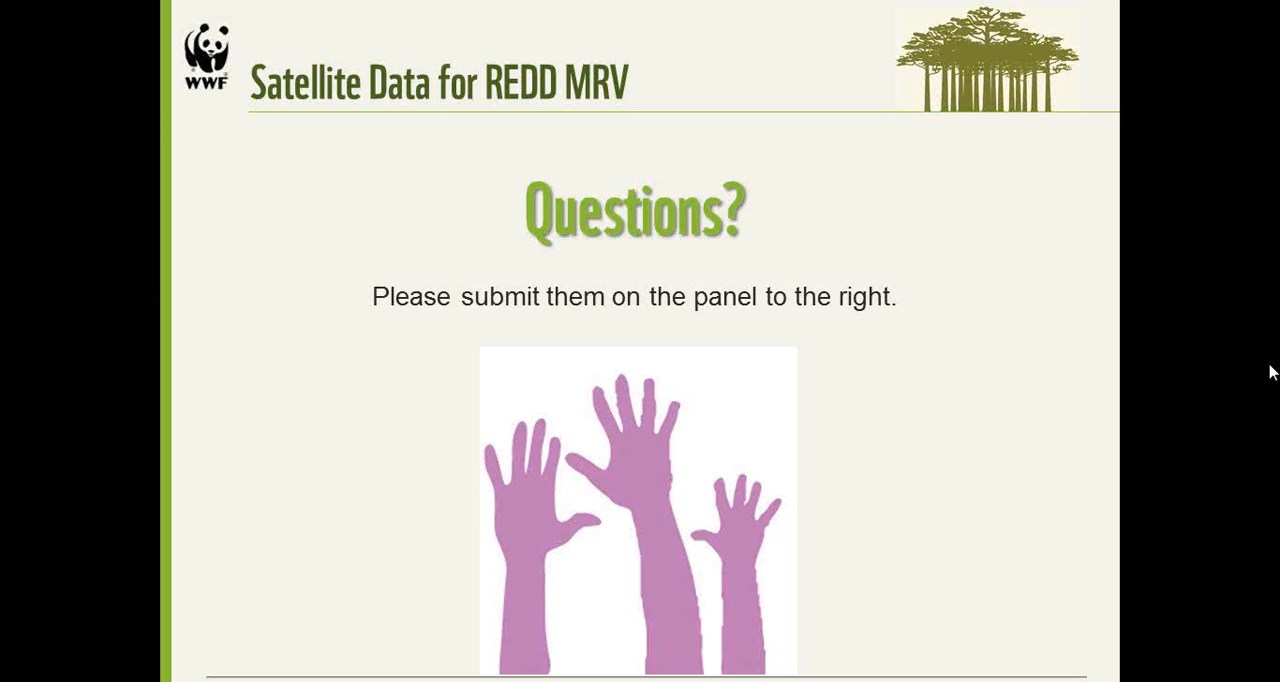 WWF
Satellite Data for REDD MRV
Questions?
Please submit them on the panel to the right.